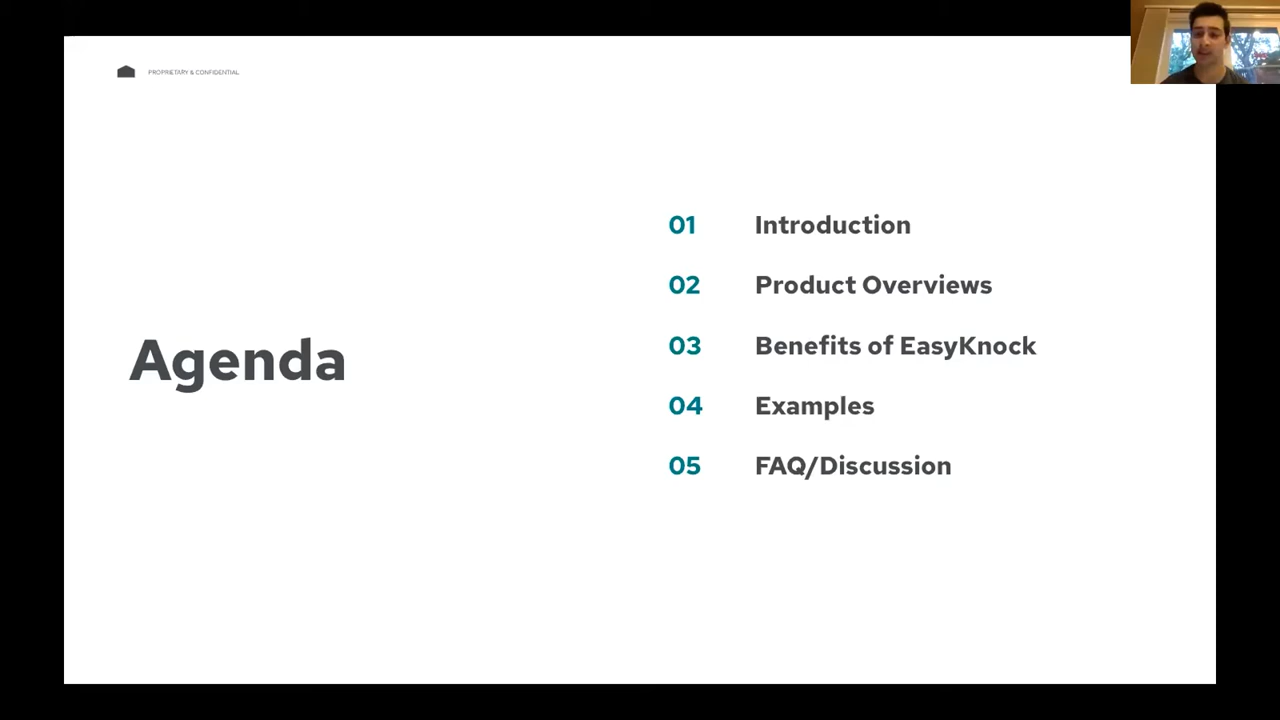 PROPRIETARY & CONFIDENTIAL
Agenda
01 Introduction
02 Product Overviews
03 Benefits of EasyKnock
04 Examples
05 FAQ/Discussion